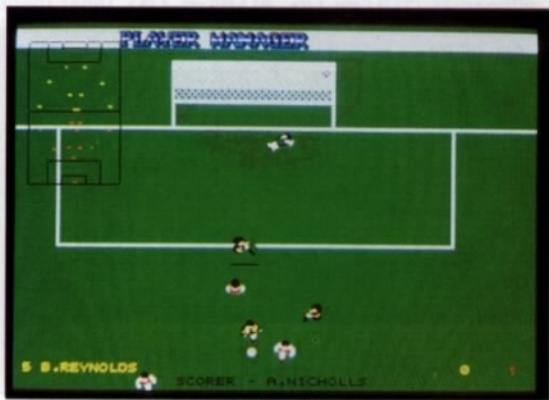 PLAYER MANAGER
5 B.REYNOLDS
0 1
SCORER - A.NICHOLLS